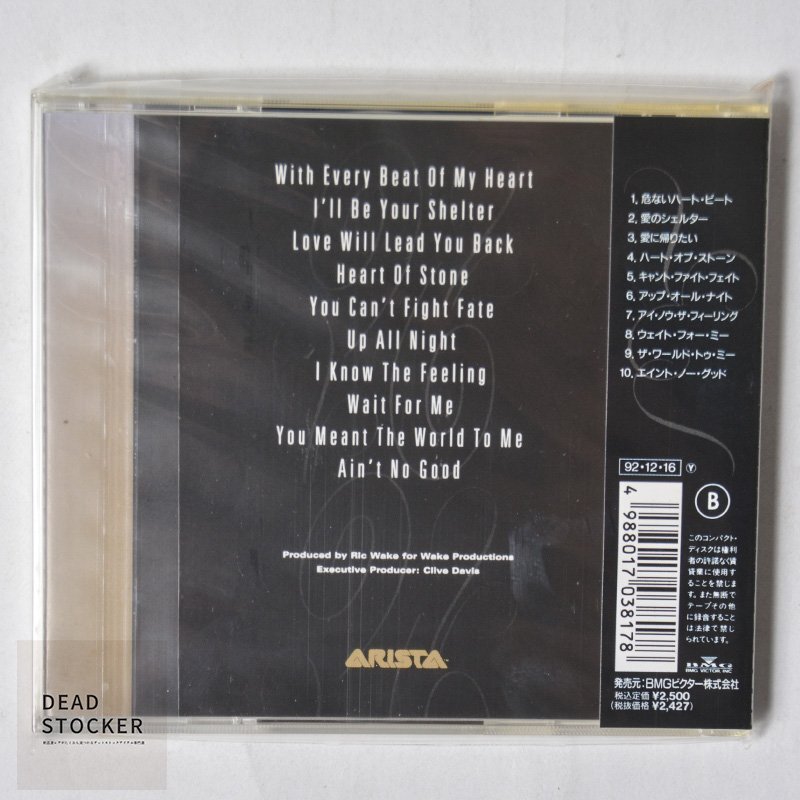 With Every Beat Of My Heart
I'll Be Your Shelter
Love Will Lead You Back
Heart Of Stone
You Can't Fight Fate
Up All Night
I Know The Feeling
Wait For Me
You Meant The World To Me
Ain't No Good
Produced by Ric Wake for Wake Productions
Executive Producer: Clive Davis
ARISTA
1. 危ないハート・ビート
2. 愛のシェルター
3. 愛に帰りたい
4. ハート・オブ・ストーン
5. キャント・ファイト・フェイト
6. アップ・オール・ナイト
7. アイ・ノウ・ザ・フィーリング
8. ウェイト・フォー・ミー
9. ザ・ワールド・トゥ・ミー
10. エイント・ノー・グッド
92・12・16 Ⓨ
B
4 988017 038178
このコンパクト・
ディスクは権利
者の許諾なく賃
貸業に使用す
ることを禁じま
す。また無断で
テープその他
に録音すること
は法律で禁じ
られています。
BMG
BMG VICTOR, INC
発売元:BMGビクター株式会社
税込定価 ¥2,500
(税抜価格 ¥2,427)
DEAD
STOCKER